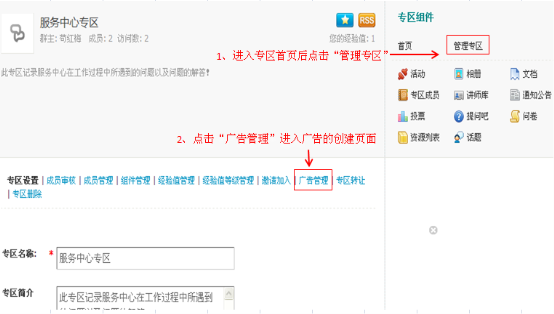 服务中心专区
RSS
群主: 苟红梅 成员: 2 访问数: 2
您的经验值: 1
此专区记录服务中心在工作过程中所遇到的问题以及问题的解答!
专区组件
首页
管理专区
1、进入专区首页后点击“管理专区”
活动
相册
文档
专区成员
讲师库
通知公告
投票
提问吧
问卷
资源列表
话题
2、点击“广告管理”进入广告的创建页面
专区设置 | 成员审核 | 成员管理 | 组件管理 | 经验值管理 | 经验值等级管理 | 邀请加入 | 广告管理 | 专区转让
| 专区删除
专区名称: * 服务中心专区
专区简介
此专区记录服务中心在工作过程中所遇到